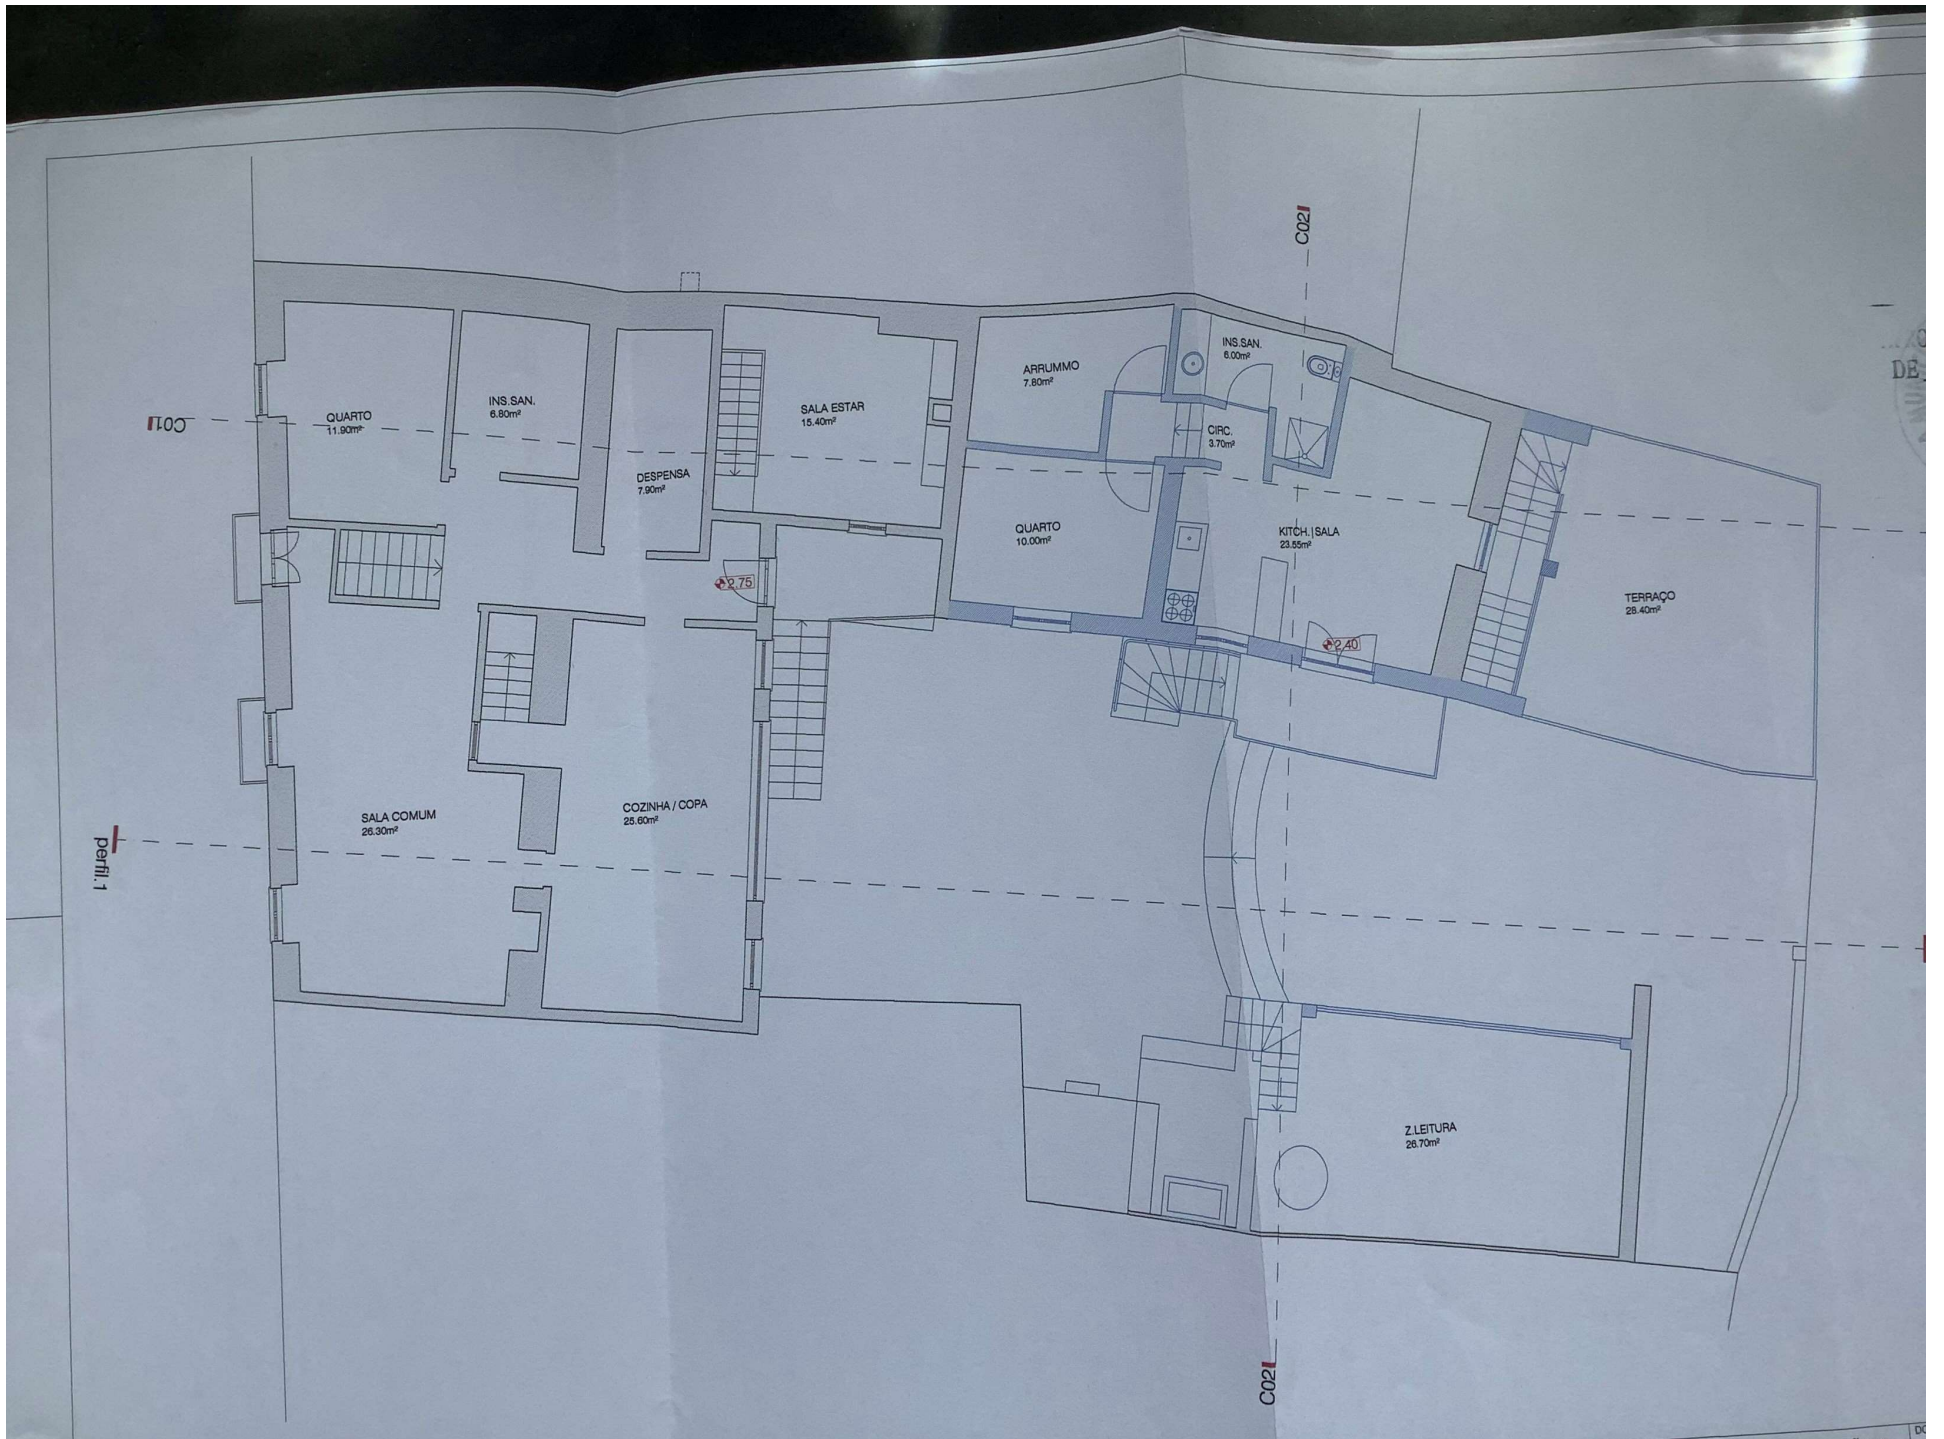 C02
DE
INS.SAN.
6.00m²
ARRUMMO
7.80m²
QUARTO
11.90m²
INS.SAN.
6.80m²
SALA ESTAR
15.40m²
C01
CIRC.
3.70m²
DESPENSA
7.90m²
QUARTO
10.00m²
KITCH. | SALA
23.55m²
2.75
TERRAÇO
28.40m²
2.40
SALA COMUM
26.30m²
COZINHA / COPA
25.60m²
perfil.1
Z.LEITURA
26.70m²
C02